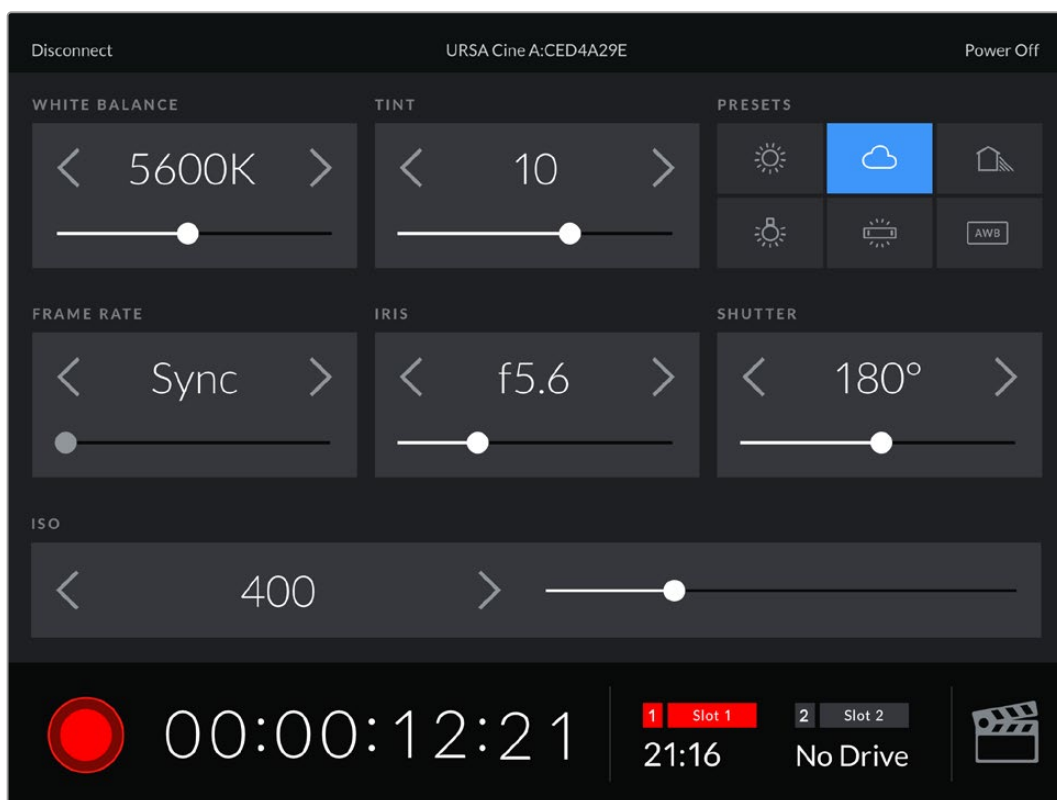 Disconnect URSA Cine A:CED4A29E Power Off
WHITE BALANCE TINT PRESETS
5600K 10
AWB
FRAME RATE IRIS SHUTTER
Sync f5.6 180°
ISO
400
00:00:12:21
1 Slot 1 2 Slot 2
21:16 No Drive